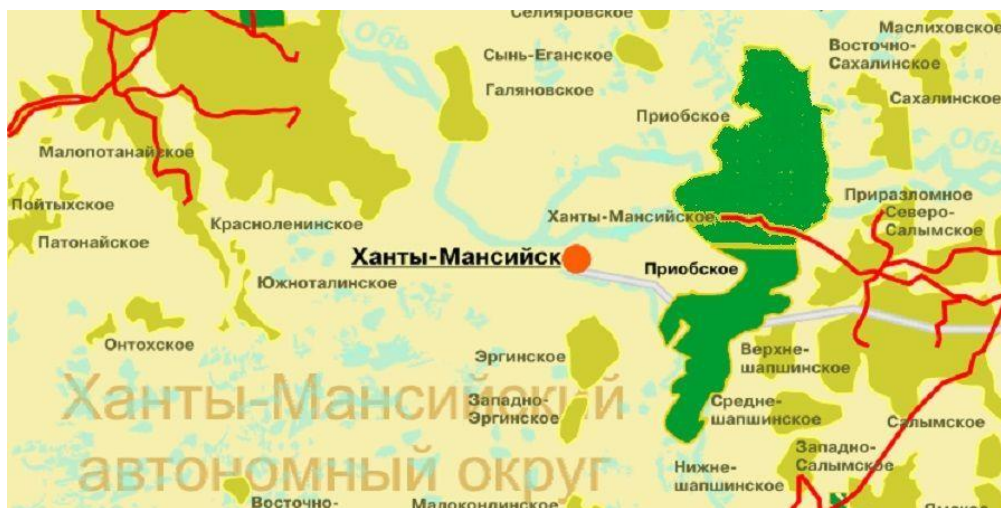 Селияровское
Маслиховское
Обь
Сынь-Еганское
Восточно-
Сахалинское
Галяновское
Сахалинское
Приобское
Обь
Малопотанайское
Пойтыхское
Приразломное
Красноленинское
Ханты-Мансийское
Северо-
Салымское
Патонайское
Ханты-Мансийск
Приобское
Южноталинское
Онтохское
Эргинское
Верхне-
шапшинское
Ханты-Мансийский
автономный округ
Западно-
Эргинское
Средне-
шапшинское
Салымское
Западно-
Салымское
Нижне-
шапшинское
Восточно-
Малокондинское